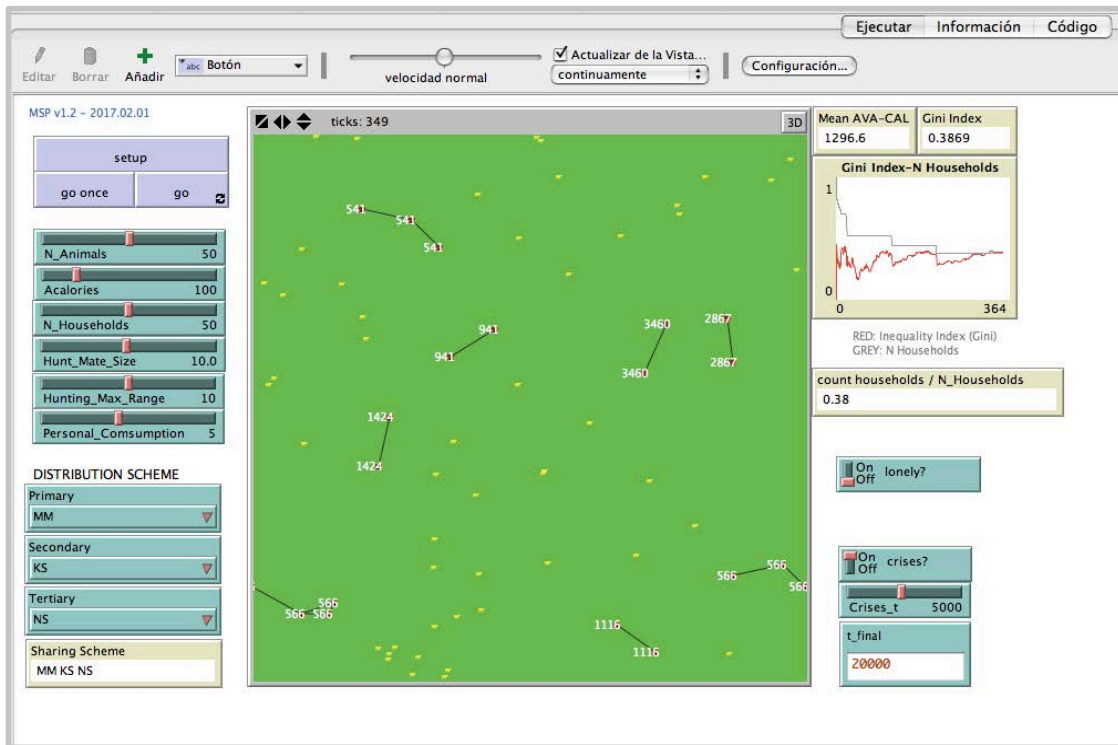 Ejecutar Información Código
Editar Borrar Añadir abc Botón velocidad normal Actualizar de la Vista... continuamente Configuración...
MSP v1.2 - 2017.02.01
setup
go once go
N_Animals 50
Acalories 100
N_Households 50
Hunt_Mate_Size 10.0
Hunting_Max_Range 10
Personal_Comsumption 5
DISTRIBUTION SCHEME
Primary
MM
Secondary
KS
Tertiary
NS
Sharing Scheme
MM KS NS
ticks: 349 3D
541
541
541
941
941
3460
3460
2867
2867
1424
1424
566
566
566
566
566
566
1116
1116
Mean AVA-CAL
1296.6
Gini Index
0.3869
Gini Index-N Households
1
0
0 364
RED: Inequality Index (Gini)
GREY: N Households
count households / N_Households
0.38
On
Off lonely?
On
Off crises?
Crises_t 5000
t_final
20000